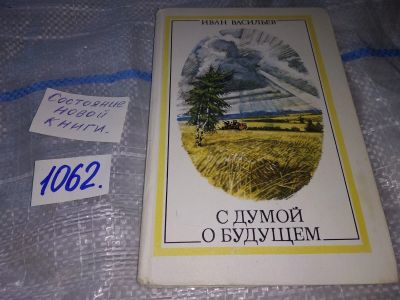 ИВАН ВАСИЛЬЕВ
Состояние
новой
книги.
1062.
С ДУМОЙ
О БУДУЩЕМ